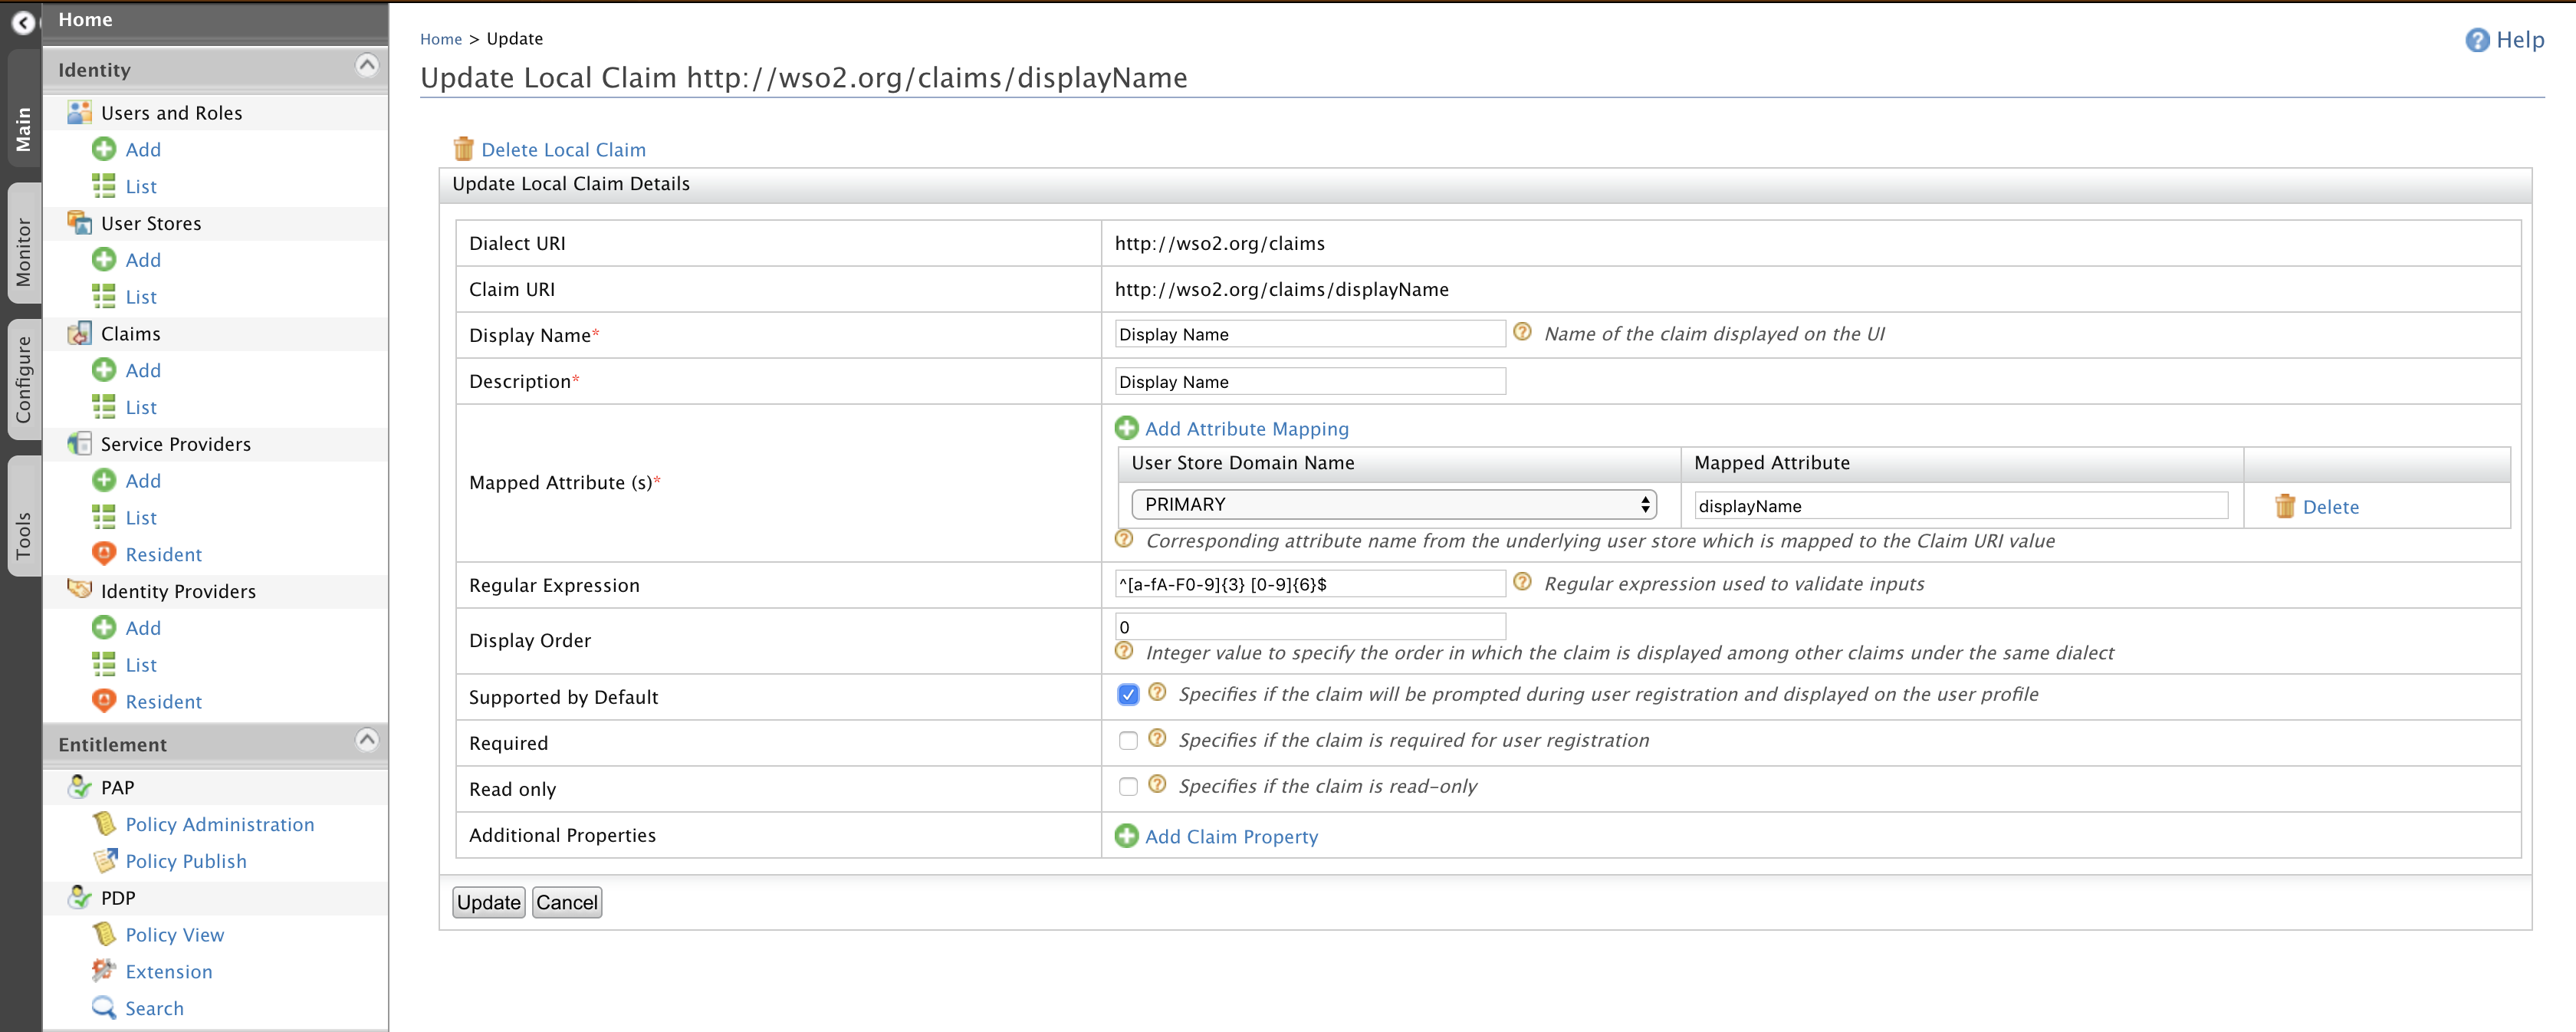 Main
Monitor
Configure
Tools
Home
Identity
Users and Roles
Add
List
User Stores
Add
List
Claims
Add
List
Service Providers
Add
List
Resident
Identity Providers
Add
List
Resident
Entitlement
PAP
Policy Administration
Policy Publish
PDP
Policy View
Extension
Search
Home > Update
Help
Update Local Claim http://wso2.org/claims/displayName
Delete Local Claim
Update Local Claim Details
Dialect URI http://wso2.org/claims
Claim URI http://wso2.org/claims/displayName
Display Name* Display Name Name of the claim displayed on the UI
Description* Display Name
Mapped Attribute (s)*
Add Attribute Mapping
User Store Domain Name Mapped Attribute
PRIMARY displayName Delete
Corresponding attribute name from the underlying user store which is mapped to the Claim URI value
Regular Expression ^[a-fA-F0-9]{3} [0-9]{6}$ Regular expression used to validate inputs
Display Order 0
Integer value to specify the order in which the claim is displayed among other claims under the same dialect
Supported by Default Specifies if the claim will be prompted during user registration and displayed on the user profile
Required Specifies if the claim is required for user registration
Read only Specifies if the claim is read-only
Additional Properties Add Claim Property
Update Cancel